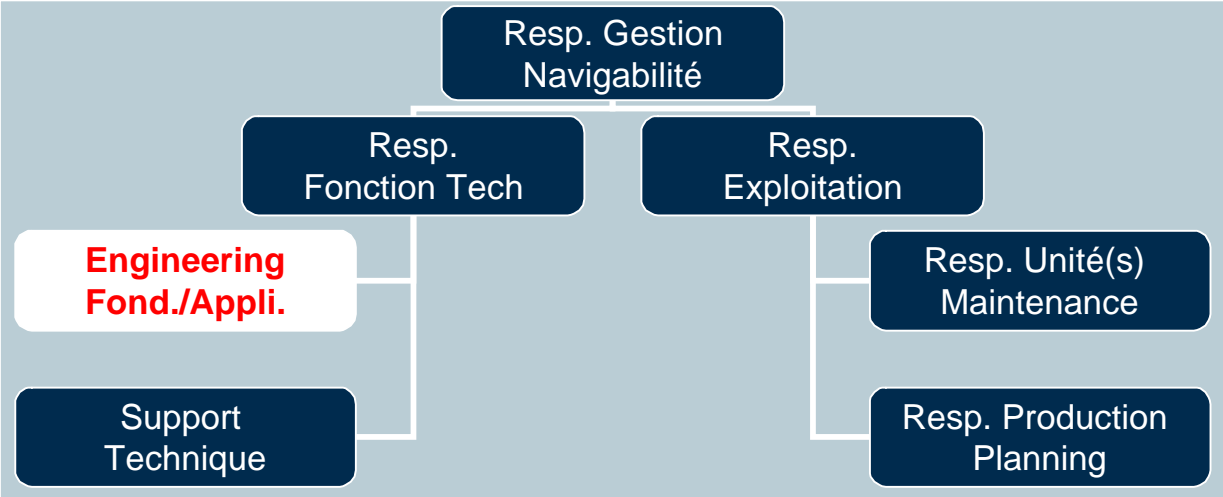 Resp. Gestion
Navigabilité
Resp.
Fonction Tech
Resp.
Exploitation
Engineering
Fond./Appli.
Resp. Unité(s)
Maintenance
Support
Technique
Resp. Production
Planning